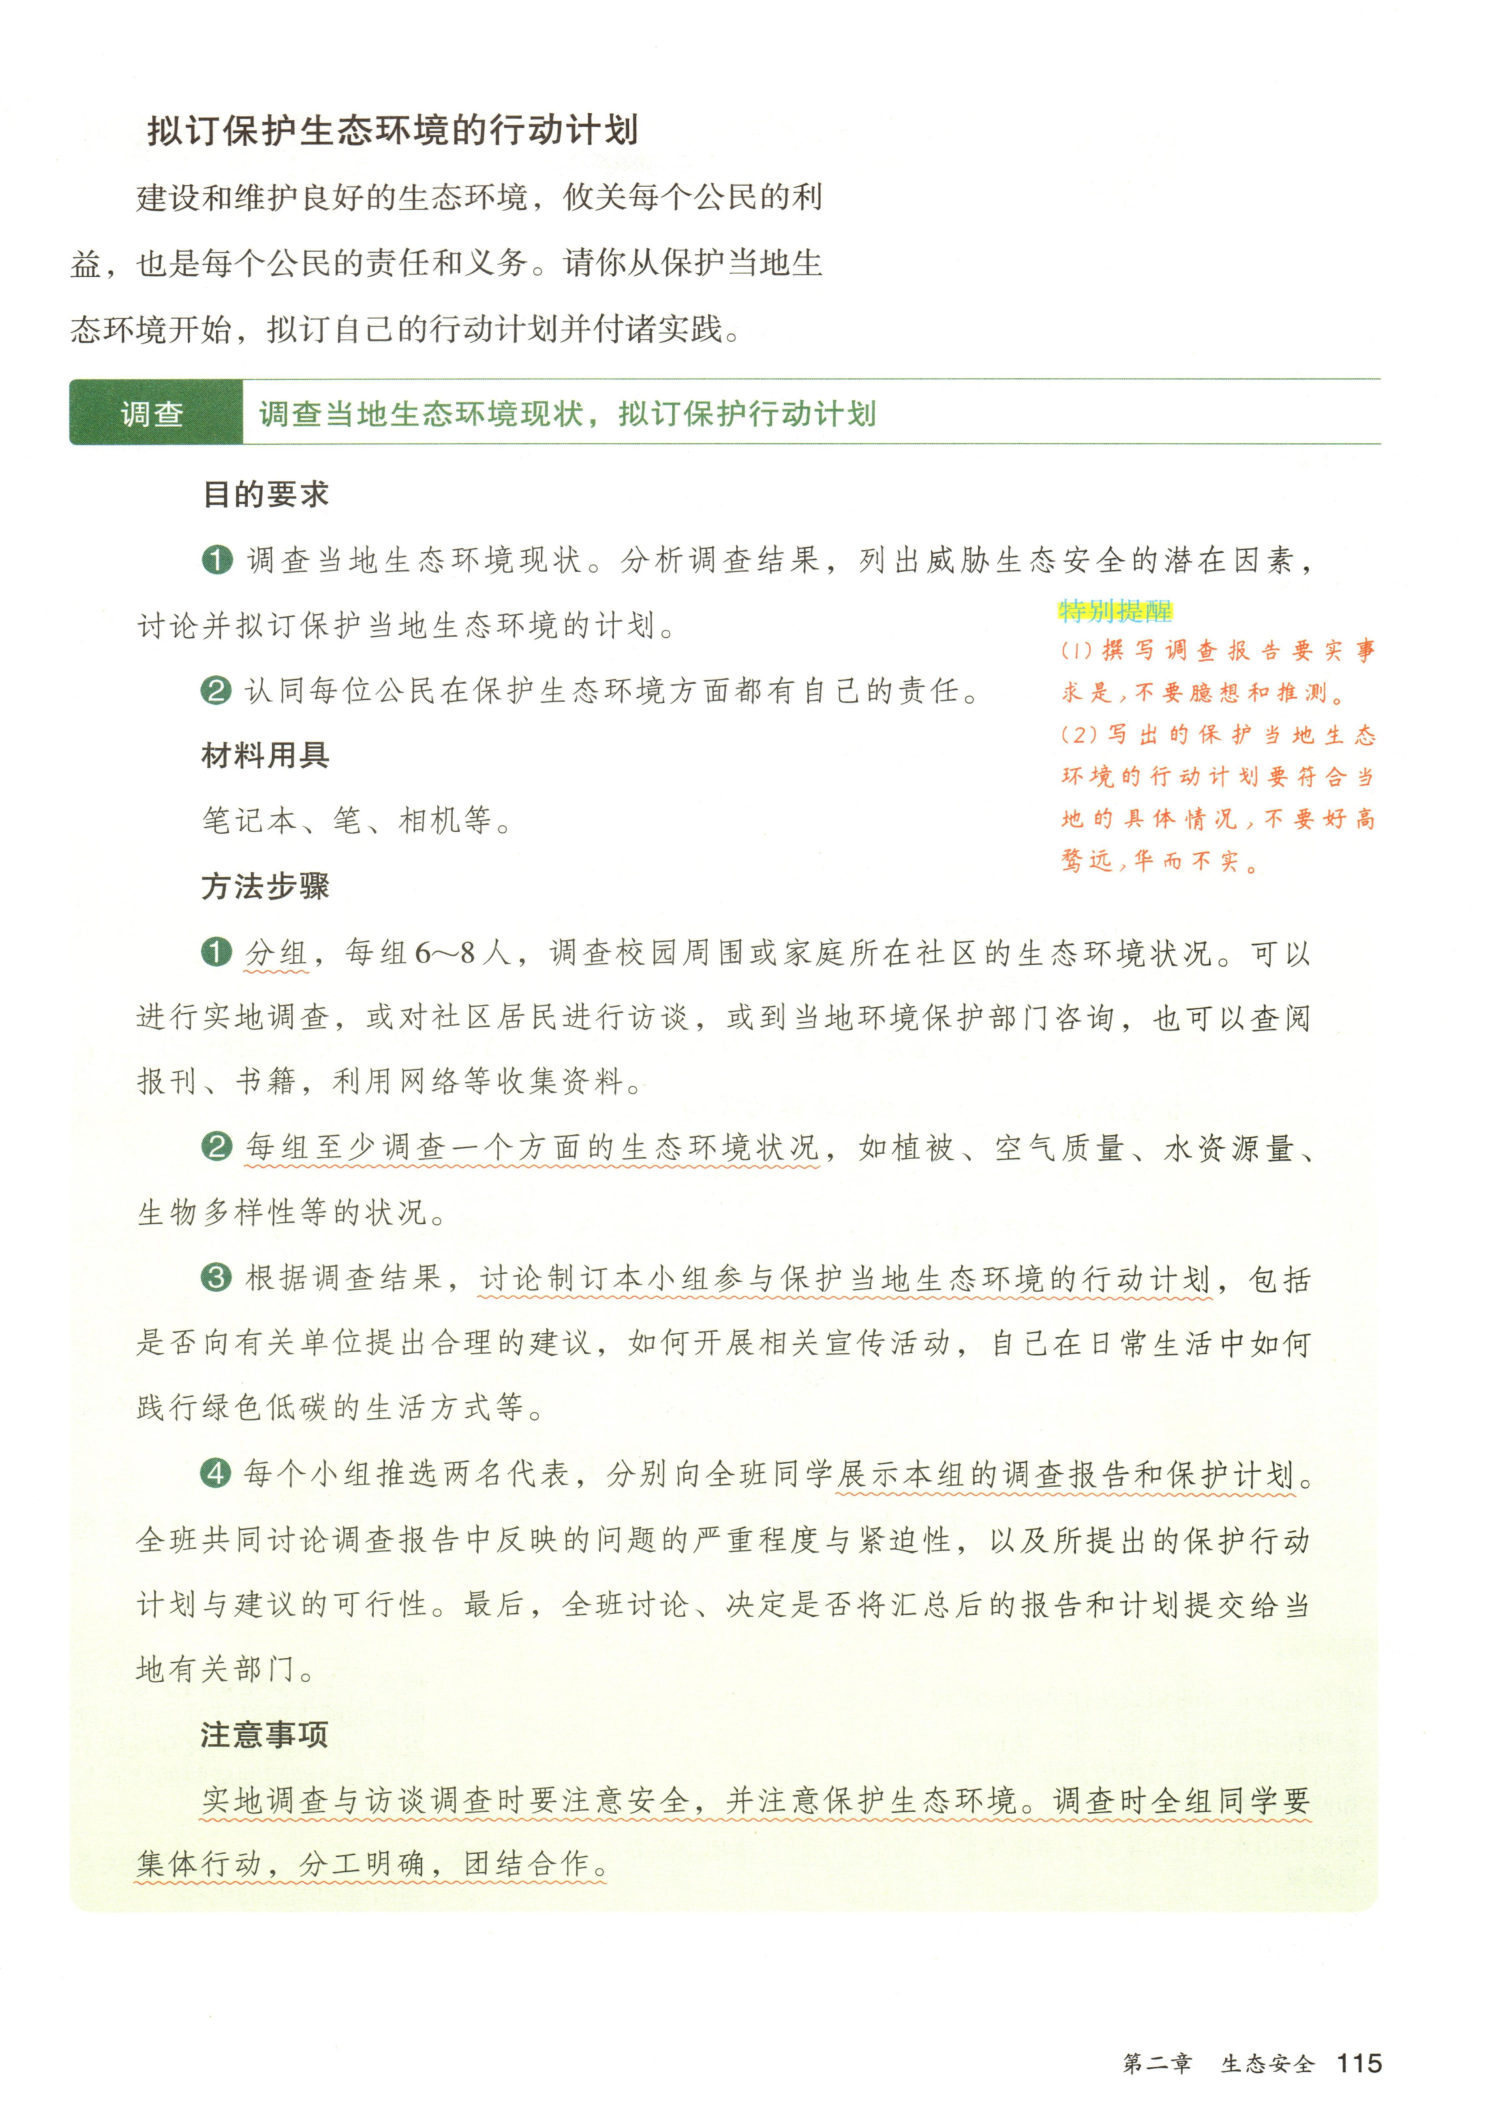 拟订保护生态环境的行动计划
建设和维护良好的生态环境，攸关每个公民的利
益，也是每个公民的责任和义务。请你从保护当地生
态环境开始，拟订自己的行动计划并付诸实践。
调查 调查当地生态环境现状，拟订保护行动计划
目的要求
❶ 调查当地生态环境现状。分析调查结果，列出威胁生态安全的潜在因素，
讨论并拟订保护当地生态环境的计划。
❷ 认同每位公民在保护生态环境方面都有自己的责任。
特别提醒
(1)撰写调查报告要实事
求是，不要臆想和推测。
(2)写出的保护当地生态
环境的行动计划要符合当
地的具体情况，不要好高
骛远，华而不实。
材料用具
笔记本、笔、相机等。
方法步骤
❶ 分组，每组6～8人，调查校园周围或家庭所在社区的生态环境状况。可以
进行实地调查，或对社区居民进行访谈，或到当地环境保护部门咨询，也可以查阅
报刊、书籍，利用网络等收集资料。
❷ 每组至少调查一个方面的生态环境状况，如植被、空气质量、水资源量、
生物多样性等的状况。
❸ 根据调查结果，讨论制订本小组参与保护当地生态环境的行动计划，包括
是否向有关单位提出合理的建议，如何开展相关宣传活动，自己在日常生活中如何
践行绿色低碳的生活方式等。
❹ 每个小组推选两名代表，分别向全班同学展示本组的调查报告和保护计划。
全班共同讨论调查报告中反映的问题的严重程度与紧迫性，以及所提出的保护行动
计划与建议的可行性。最后，全班讨论、决定是否将汇总后的报告和计划提交给当
地有关部门。
注意事项
实地调查与访谈调查时要注意安全，并注意保护生态环境。调查时全组同学要
集体行动，分工明确，团结合作。
第二章 生态安全 115